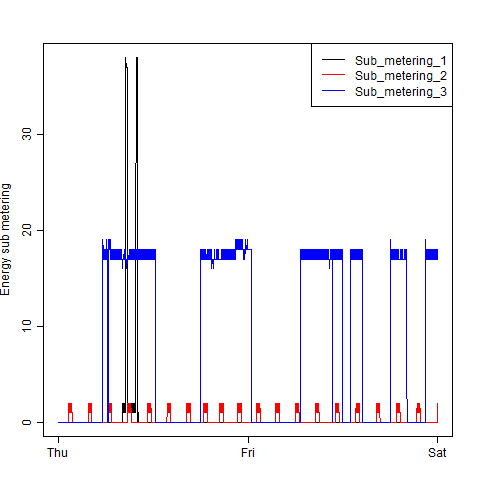 Sub_metering_1
Sub_metering_2
Sub_metering_3
Energy sub metering
30
20
10
0
Thu Fri Sat